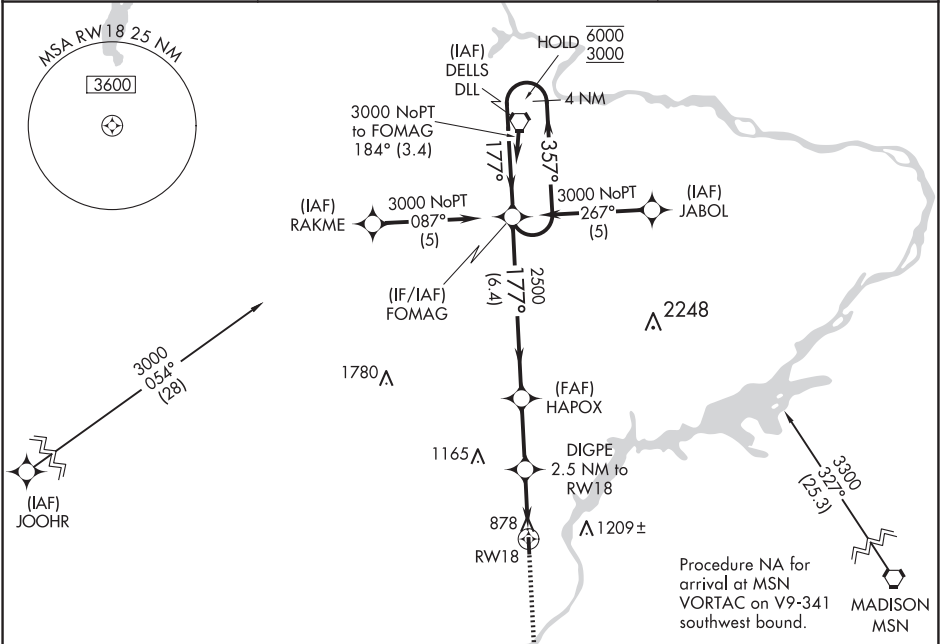 MSA RW18 25 NM
3600
(IAF)
DELLS
DLL
HOLD
6000
3000
4 NM
3000 NoPT
to FOMAG
184° (3.4)
177°
357°
(IAF)
RAKME
3000 NoPT
087°
(5)
3000 NoPT
267°
(5)
(IAF)
JABOL
(IF/IAF)
FOMAG
2500
177°
(6.4)
2248
3000
054°
(28)
1780
(FAF)
HAPOX
(IAF)
JOOHR
1165
DIGPE
2.5 NM to
RW18
878
RW18
1209±
3300
327°
(25.3)
Procedure NA for
arrival at MSN
VORTAC on V9-341
southwest bound.
MADISON
MSN